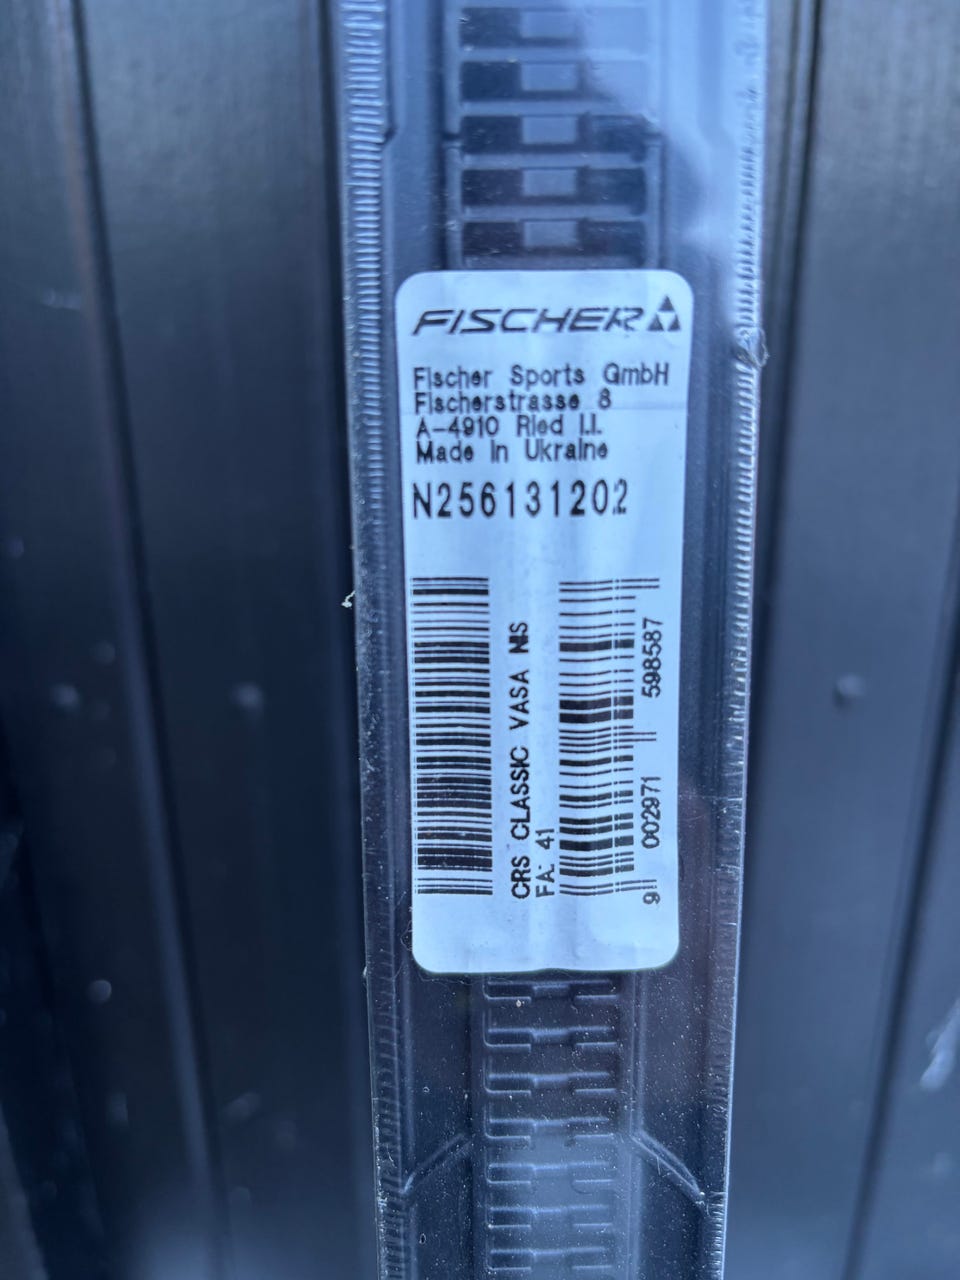 FISCHER
Fischer Sports GmbH
Fischerstrasse 8
A-4910 Ried I.I.
Made in Ukraine
N256131202
CRS CLASSIC VASA NIS
FA: 41
9 002971 598587